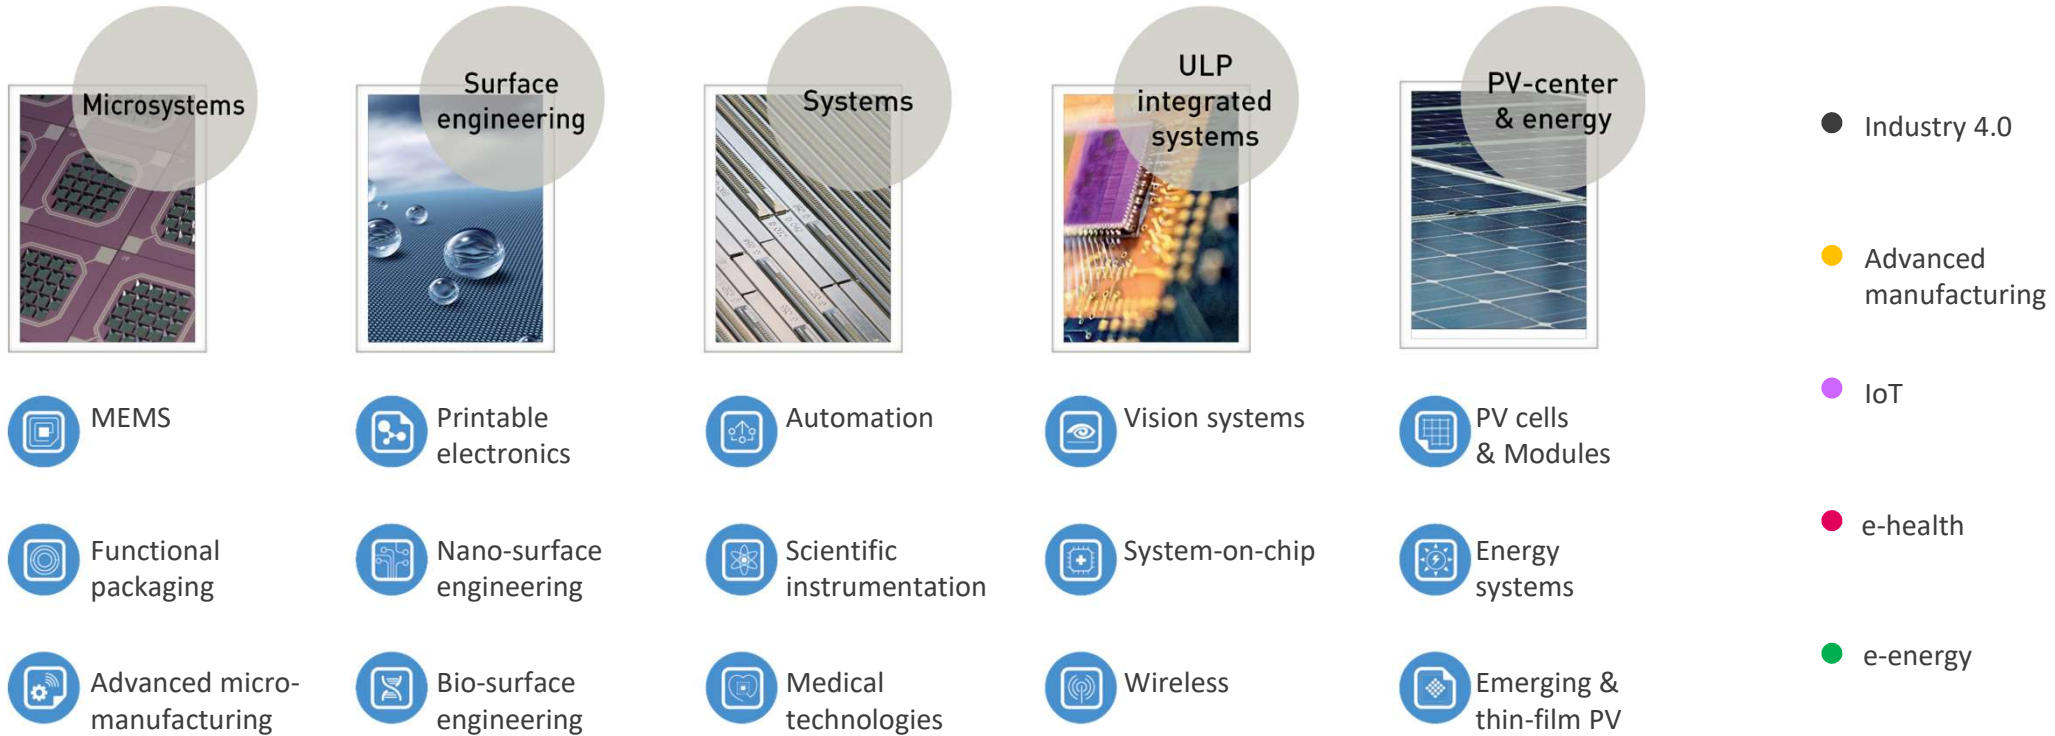 Microsystems
Surface
engineering
Systems
ULP
integrated
systems
PV-center
& energy
MEMS
Functional
packaging
Advanced micro-
manufacturing
Printable
electronics
Nano-surface
engineering
Bio-surface
engineering
Automation
Scientific
instrumentation
Medical
technologies
Vision systems
System-on-chip
Wireless
PV cells
& Modules
Energy
systems
Emerging &
thin-film PV
Industry 4.0
Advanced
manufacturing
IoT
e-health
e-energy